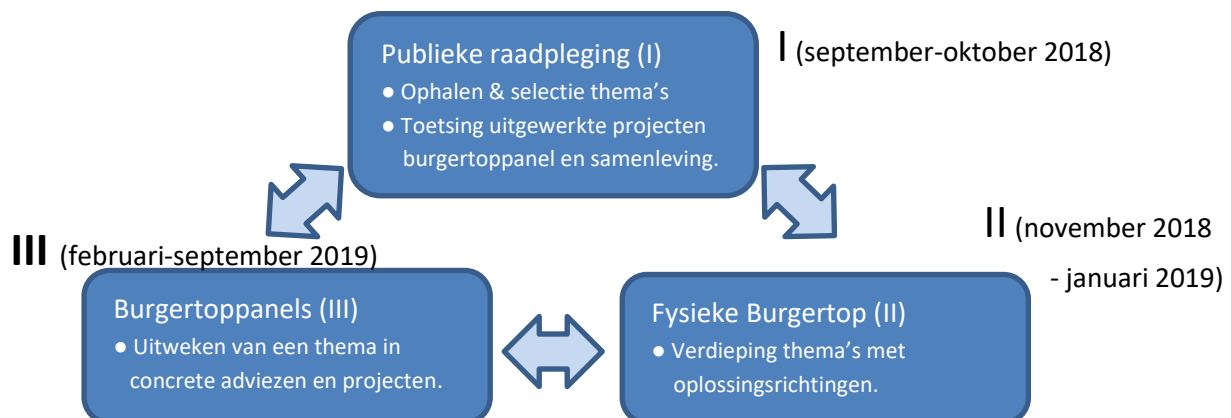 Publieke raadpleging (I)
● Ophalen & selectie thema's
● Toetsing uitgewerkte projecten
burgertoppanel en samenleving.
I (september-oktober 2018)
II (november 2018
- januari 2019)
III (februari-september 2019)
Burgertoppanels (III)
● Uitweken van een thema in
concrete adviezen en projecten.
Fysieke Burgertop (II)
● Verdieping thema's met
oplossingsrichtingen.